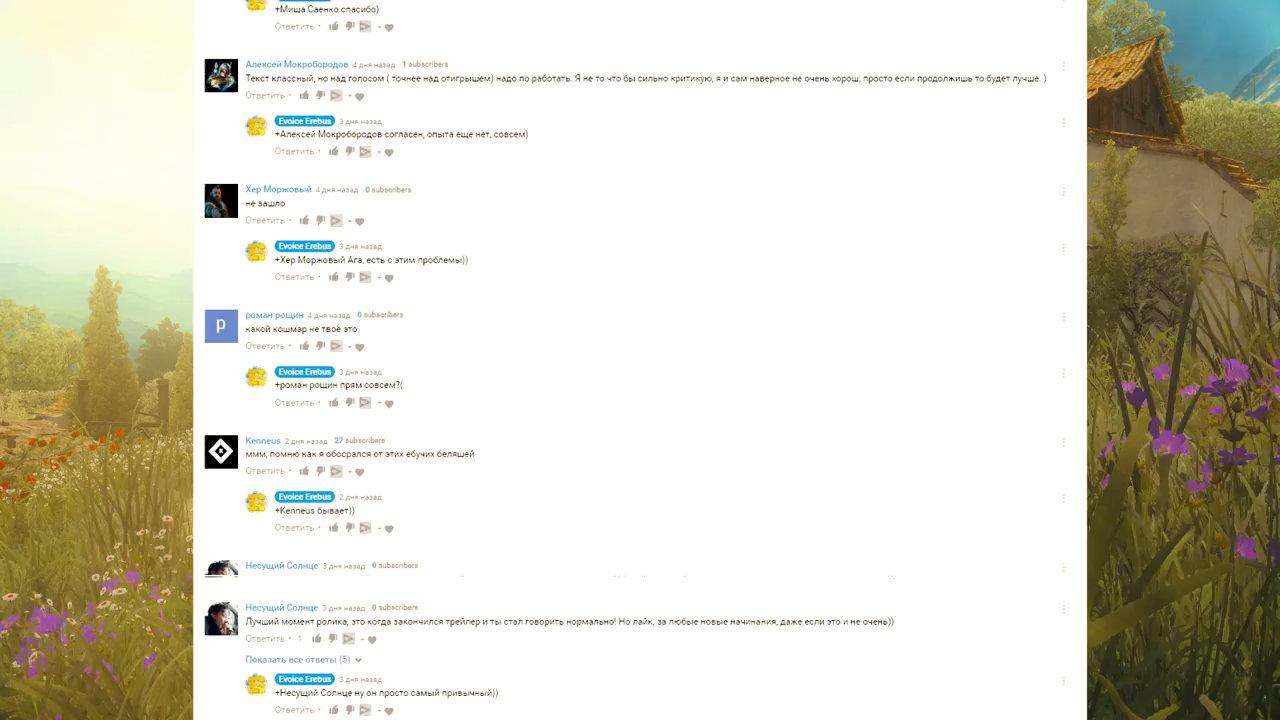 +Миша Саенко спасибо)
Ответить •
Алексей Мокробородов 4 дня назад 1 subscribers
Текст классный, но над голосом ( точнее над отигрышем) надо по работать. Я не то что бы сильно критикую, я и сам наверное не очень хорош, просто если продолжишь то будет лучше. )
Ответить •
Evoice Erebus 3 дня назад
+Алексей Мокробородов согласен, опыта еще нет, совсем)
Ответить •
Хер Моржовый 4 дня назад 0 subscribers
не зашло
Ответить •
Evoice Erebus 3 дня назад
+Хер Моржовый Ага, есть с этим проблемы))
Ответить •
р
роман рощин 4 дня назад 0 subscribers
какой кошмар не твоё это
Ответить •
Evoice Erebus 3 дня назад
+роман рощин прям совсем?(
Ответить •
Kenneus 2 дня назад 27 subscribers
ммм, помню как я обосрался от этих ебучих беляшей
Ответить •
Evoice Erebus 2 дня назад
+Kenneus бывает))
Ответить •
Несущий Солнце 3 дня назад 0 subscribers
Несущий Солнце 3 дня назад 0 subscribers
Лучший момент ролика, это когда закончился трейлер и ты стал говорить нормально! Но лайк, за любые новые начинания, даже если это и не очень))
Ответить • 1
Показать все ответы (5)
Evoice Erebus 3 дня назад
+Несущий Солнце ну он просто самый привычный))
Ответить •